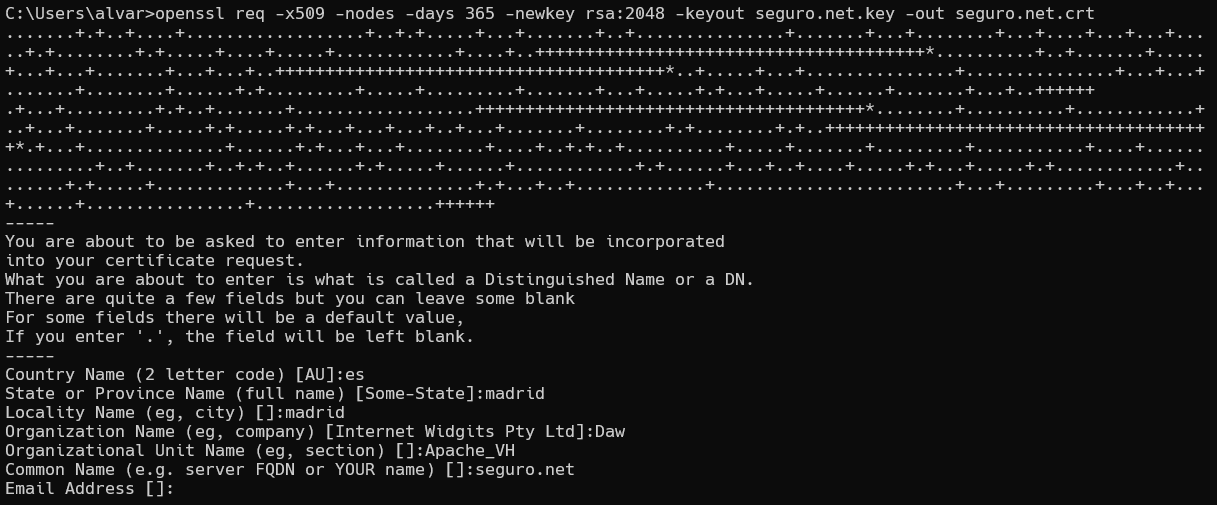 C:\Users\alvar>openssl req -x509 -nodes -days 365 -newkey rsa:2048 -keyout seguro.net.key -out seguro.net.crt
-----
You are about to be asked to enter information that will be incorporated
into your certificate request.
What you are about to enter is what is called a Distinguished Name or a DN.
There are quite a few fields but you can leave some blank
For some fields there will be a default value,
If you enter '.', the field will be left blank.
-----
Country Name (2 letter code) [AU]:es
State or Province Name (full name) [Some-State]:madrid
Locality Name (eg, city) []:madrid
Organization Name (eg, company) [Internet Widgits Pty Ltd]:Daw
Organizational Unit Name (eg, section) []:Apache_VH
Common Name (e.g. server FQDN or YOUR name) []:seguro.net
Email Address []: